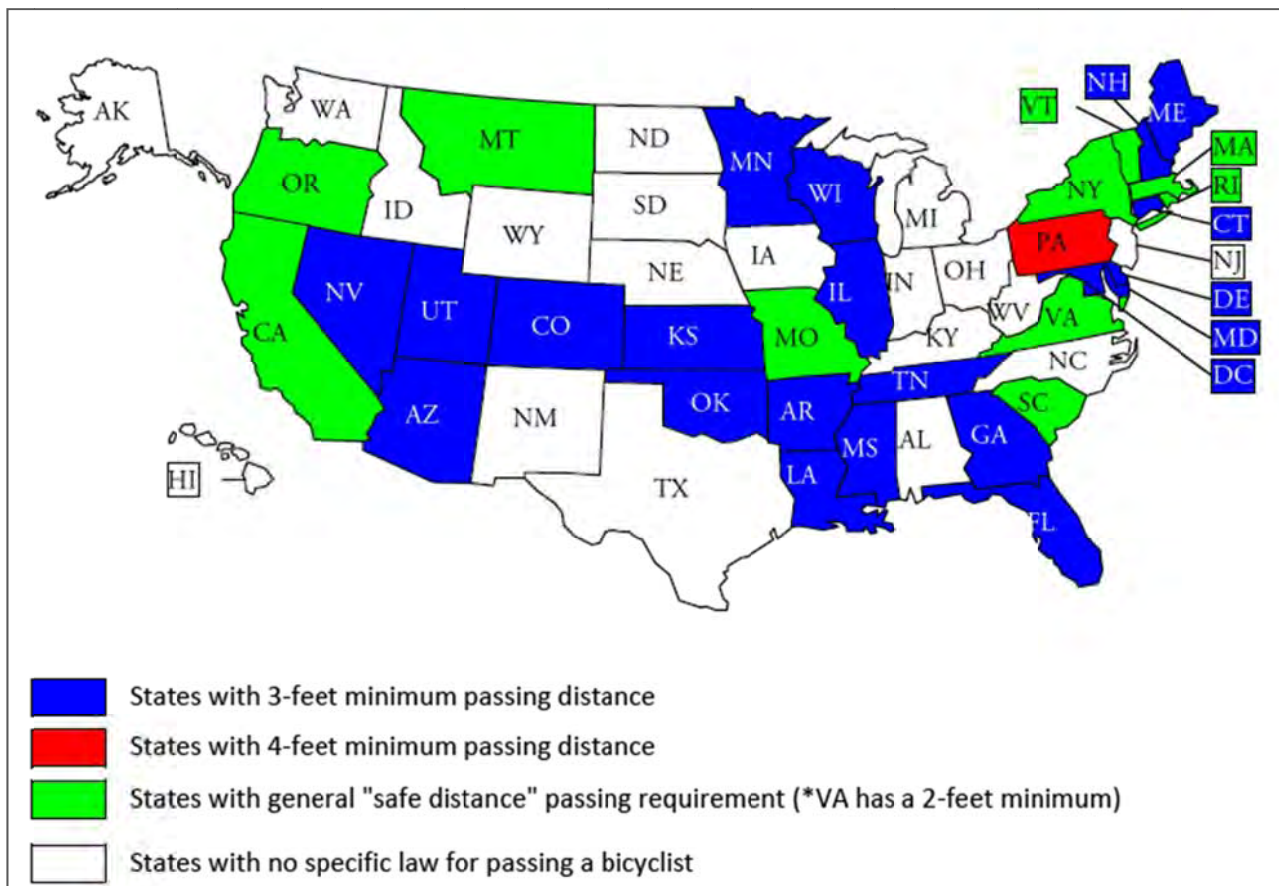 AK
WA
MT
ND
MN
NH
VT
ME
MA
OR
ID
SD
WI
NY
RI
WY
MI
CT
PA
IA
NJ
NE
IL
IN
OH
DE
NV
UT
CO
KS
MO
WV
VA
KY
MD
CA
NC
DC
TN
AZ
NM
OK
AR
SC
MS
AL
GA
LA
HI
TX
FL
States with 3-feet minimum passing distance
States with 4-feet minimum passing distance
States with general "safe distance" passing requirement (*VA has a 2-feet minimum)
States with no specific law for passing a bicyclist